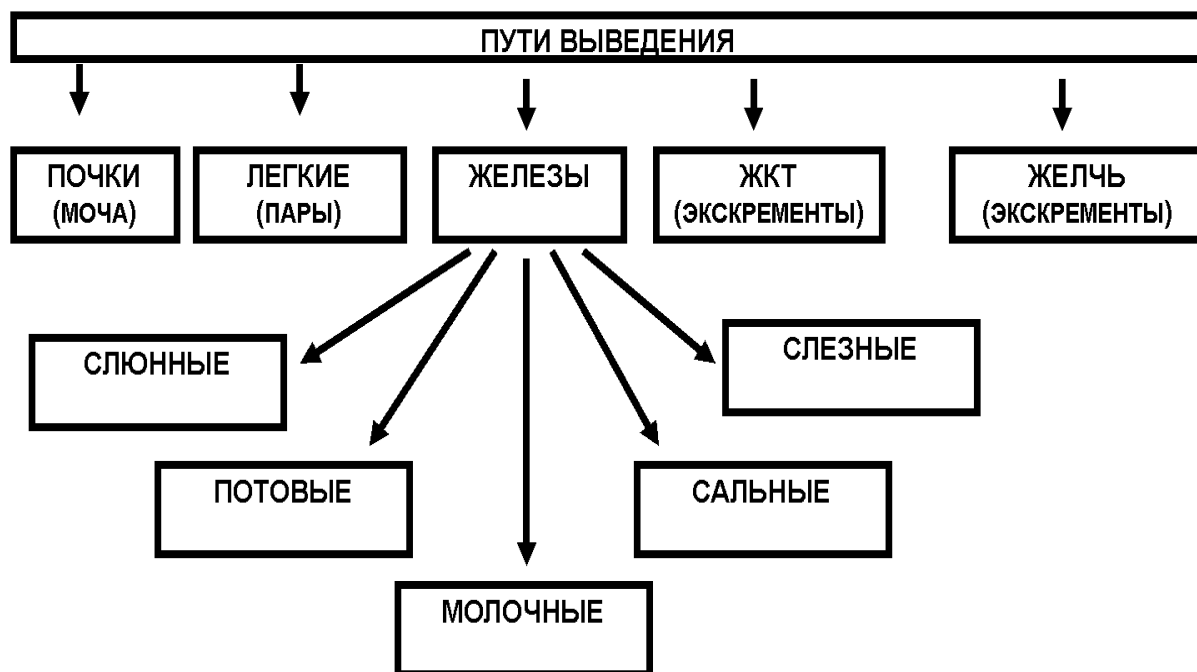 ПУТИ ВЫВЕДЕНИЯ
ПОЧКИ
(МОЧА)
ЛЕГКИЕ
(ПАРЫ)
ЖЕЛЕЗЫ
ЖКТ
(ЭКСКРЕМЕНТЫ)
ЖЕЛЧЬ
(ЭКСКРЕМЕНТЫ)
СЛЮННЫЕ
СЛЕЗНЫЕ
ПОТОВЫЕ
САЛЬНЫЕ
МОЛОЧНЫЕ